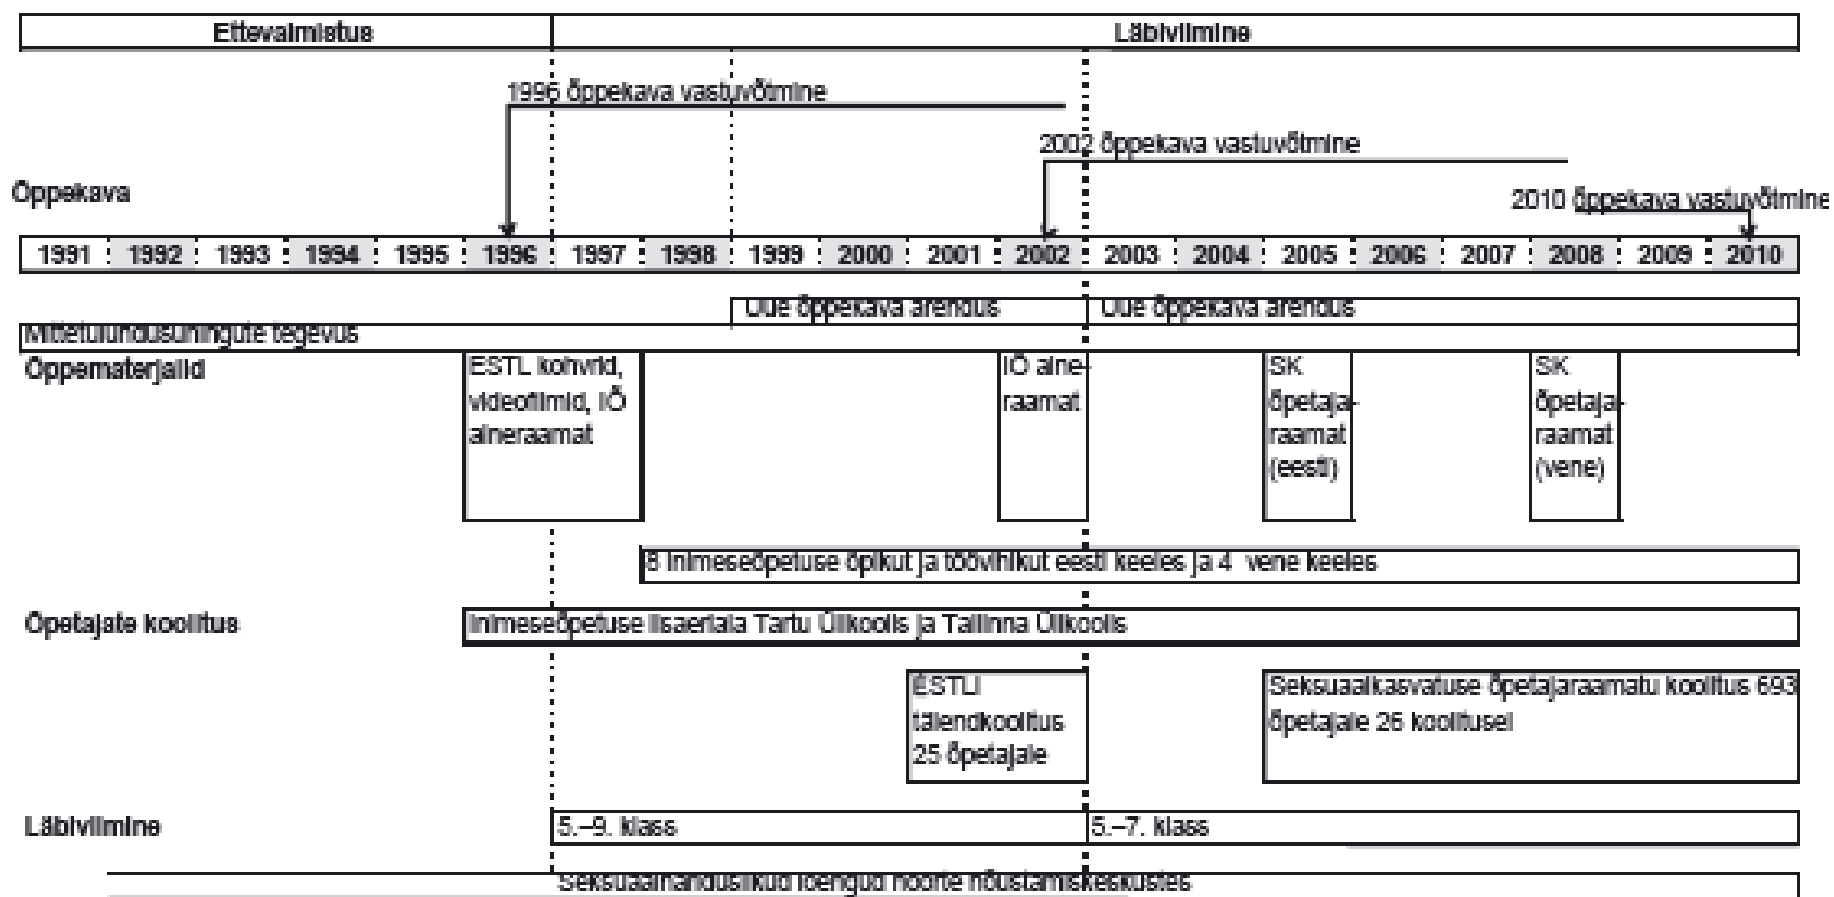 Ettevalmistus Läbiviimine
1996 õppekava vastuvõtmine
2002 õppekava vastuvõtmine
Õppekava
2010 õppekava vastuvõtmine
1991 1992 1993 1994 1995 1996 1997 1998 1999 2000 2001 2002 2003 2004 2005 2006 2007 2008 2009 2010
Uue õppekava arendus Uue õppekava arendus
Mittetulundusühingute tegevus
Õppematerjalid
ESTL kohvrid,
videofilmid, IÕ
aineraamat
IÕ aine-
raamat
SK
õpetaja-
raamat
(eesti)
SK
õpetaja-
raamat
(vene)
8 inimeseõpetuse õpikut ja töövihikut eesti keeles ja 4 vene keeles
Õpetajate koolitus
Inimeseõpetuse lisaeriala Tartu Ülikoolis ja Tallinna Ülikoolis
ESTLi
täiendkoolitus
25 õpetajale
Seksuaalkasvatuse õpetajaraamatu koolitus 693
õpetajale 26 koolitusel
Läbiviimine
5.–9. klass
5.–7. klass
Seksuaalhariduslikud loengud noorte nõustamiskeskustes